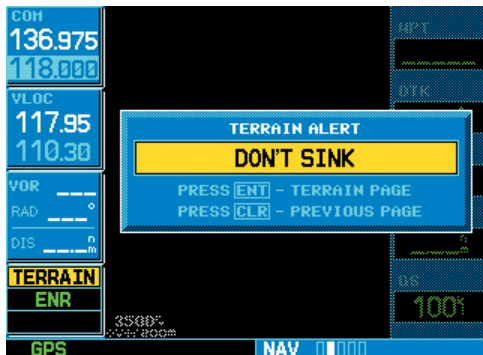 COM
136.975
118.000
VLOC
117.95
110.30
VOR
RAD
DIS
TERRAIN
ENR
GPS
WPT
DTK
TERRAIN ALERT
DON'T SINK
PRESS ENT - TERRAIN PAGE
PRESS CLR - PREVIOUS PAGE
GS
NAV